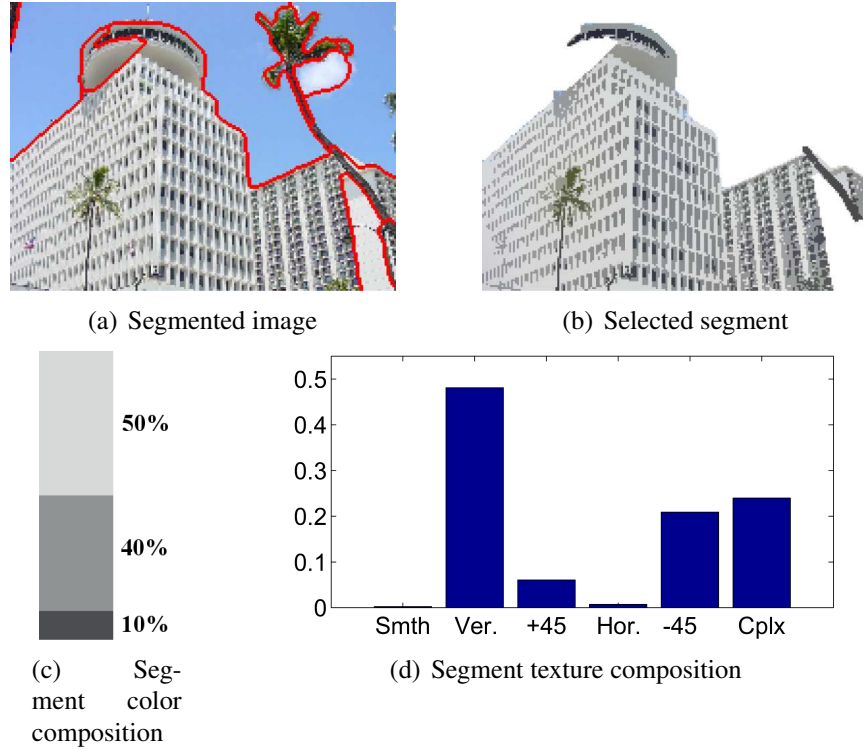 (a) Segmented image
(b) Selected segment
50%
40%
10%
(c) Seg-
ment color
composition
0.5
0.4
0.3
0.2
0.1
0
Smth Ver. +45 Hor. -45 Cplx
(d) Segment texture composition